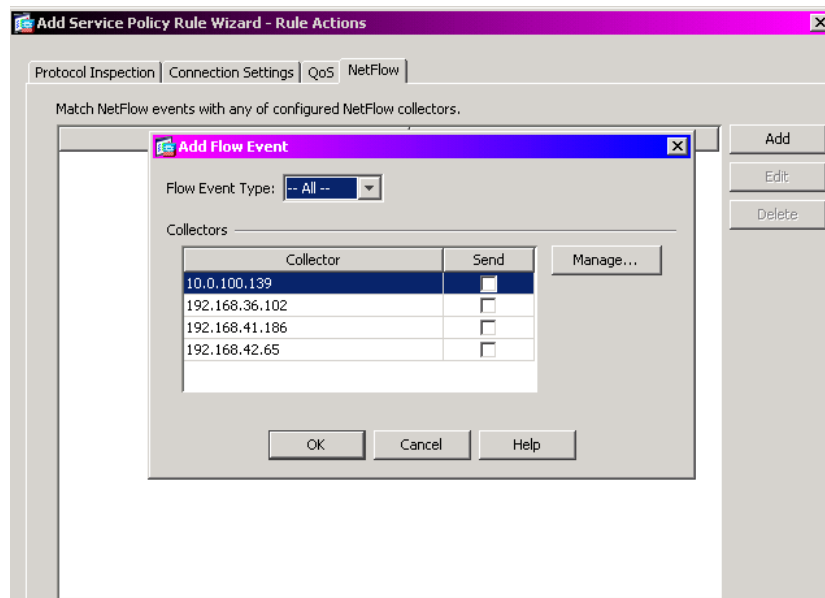 Add Service Policy Rule Wizard - Rule Actions
Protocol Inspection Connection Settings QoS NetFlow
Match NetFlow events with any of configured NetFlow collectors.
Add
Edit
Delete
Add Flow Event
Flow Event Type: -- All --
Collectors
Collector Send
10.0.100.139
192.168.36.102
192.168.41.186
192.168.42.65
Manage...
OK Cancel Help